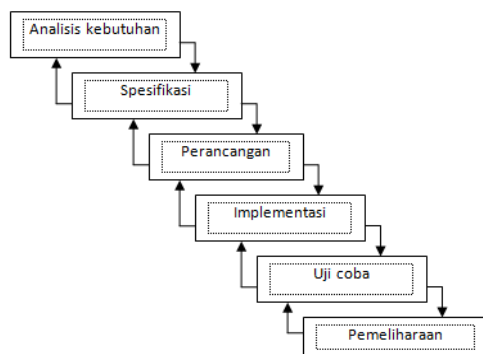 Analisis kebutuhan
Spesifikasi
Perancangan
Implementasi
Uji coba
Pemeliharaan